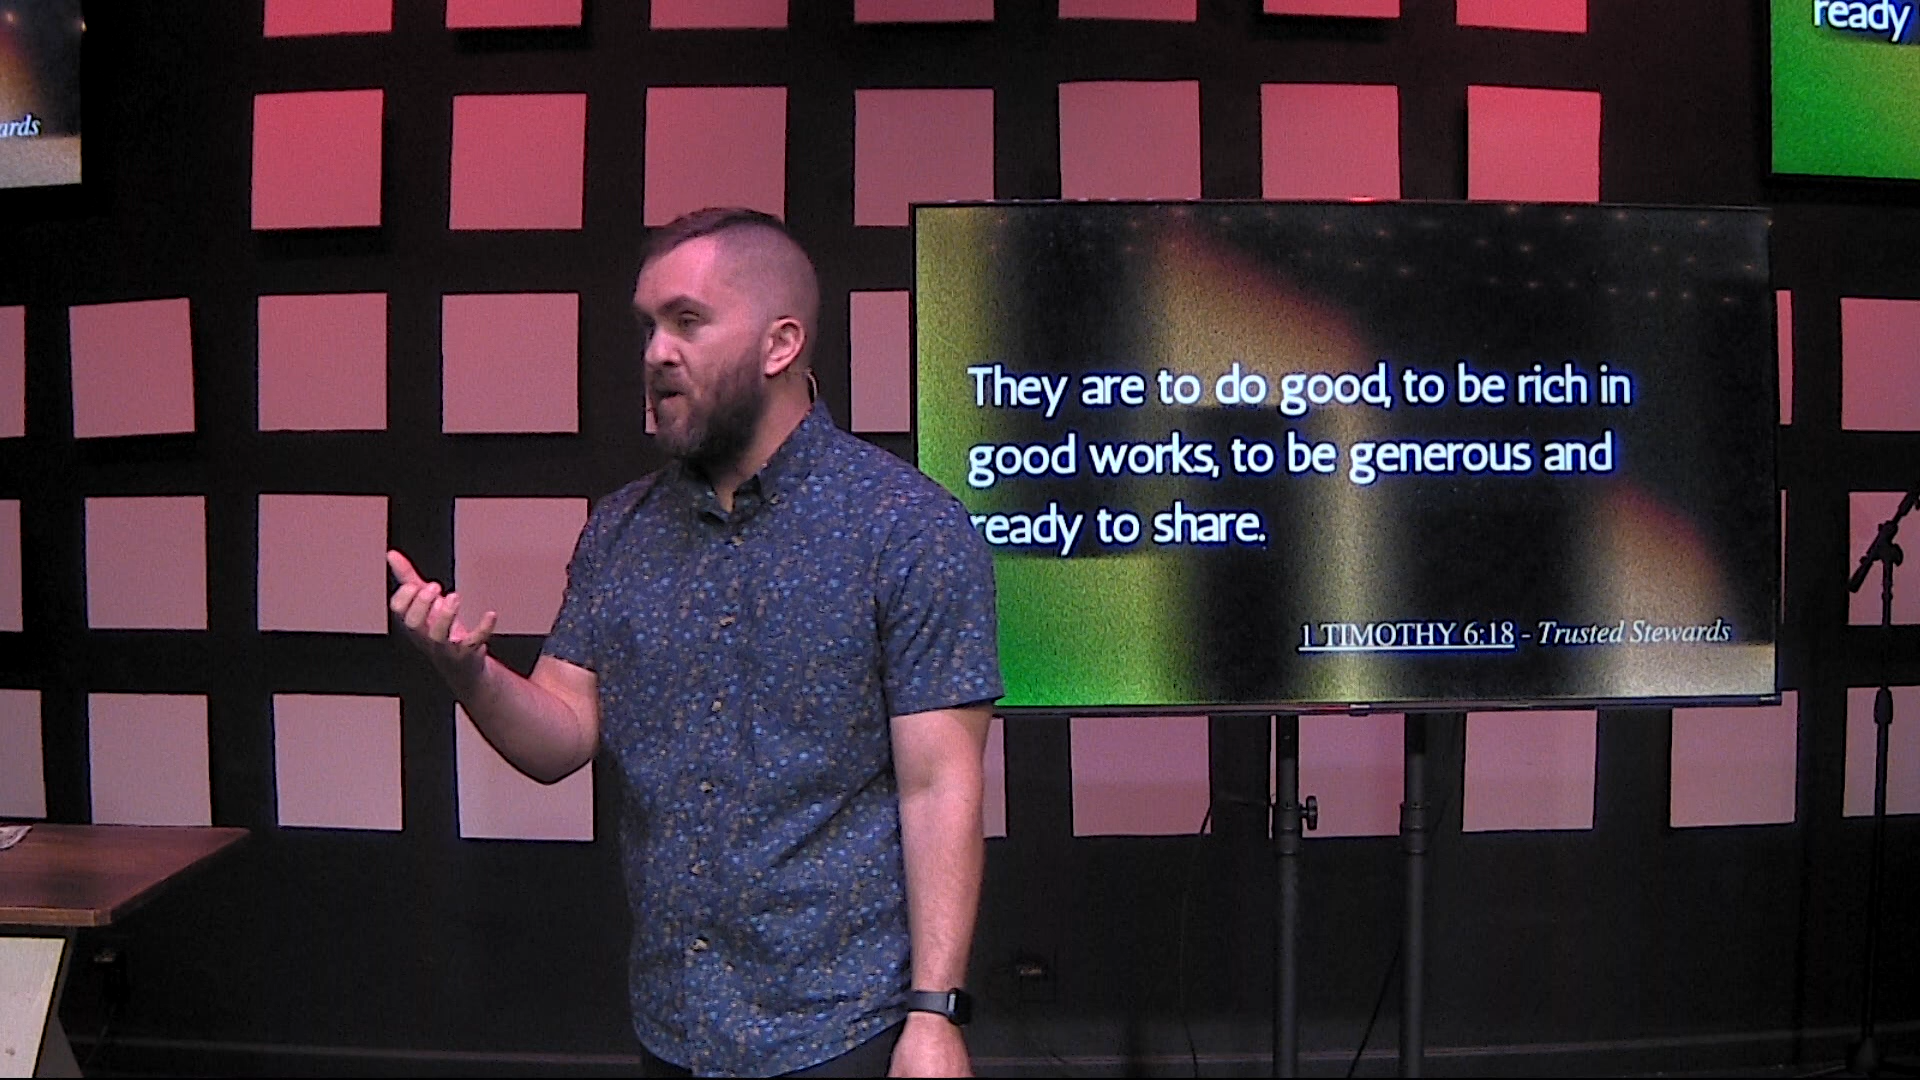 ards
ready
They are to do good, to be rich in
good works, to be generous and
ready to share.
1 TIMOTHY 6:18 - Trusted Stewards